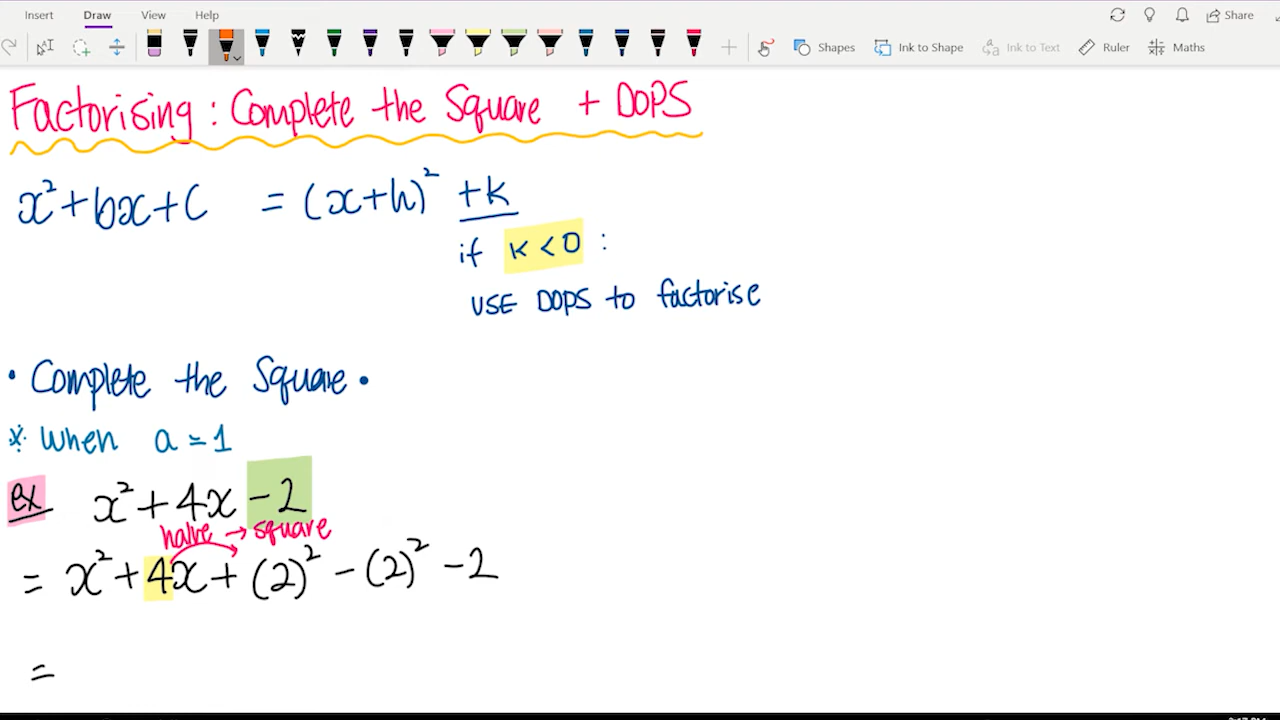 Insert Draw View Help Share
Shapes Ink to Shape Ink to Text Ruler Maths
Factorising : Complete the Square + DOPS
x² + bx + c = (x+h)² + k
if k < 0 :
USE DOPS to factorise
• Complete the Square •
* When a = 1
ex x² + 4x - 2
halve → square
= x² + 4x + (2)² - (2)² - 2
=